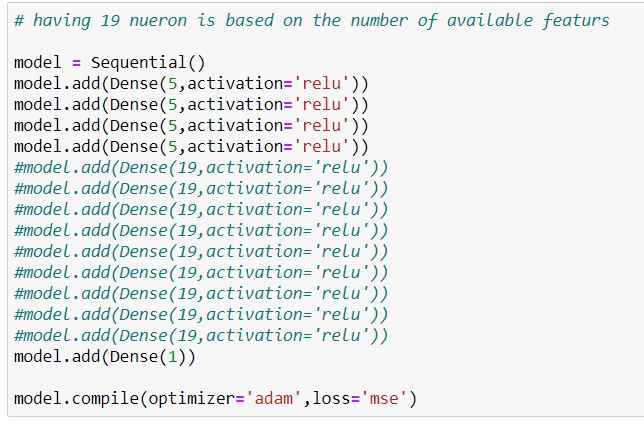 # having 19 nueron is based on the number of available featurs
model = Sequential()
model.add(Dense(5,activation='relu'))
model.add(Dense(5,activation='relu'))
model.add(Dense(5,activation='relu'))
model.add(Dense(5,activation='relu'))
#model.add(Dense(19,activation='relu'))
#model.add(Dense(19,activation='relu'))
#model.add(Dense(19,activation='relu'))
#model.add(Dense(19,activation='relu'))
#model.add(Dense(19,activation='relu'))
#model.add(Dense(19,activation='relu'))
#model.add(Dense(19,activation='relu'))
#model.add(Dense(19,activation='relu'))
#model.add(Dense(19,activation='relu'))
model.add(Dense(1))
model.compile(optimizer='adam',loss='mse')